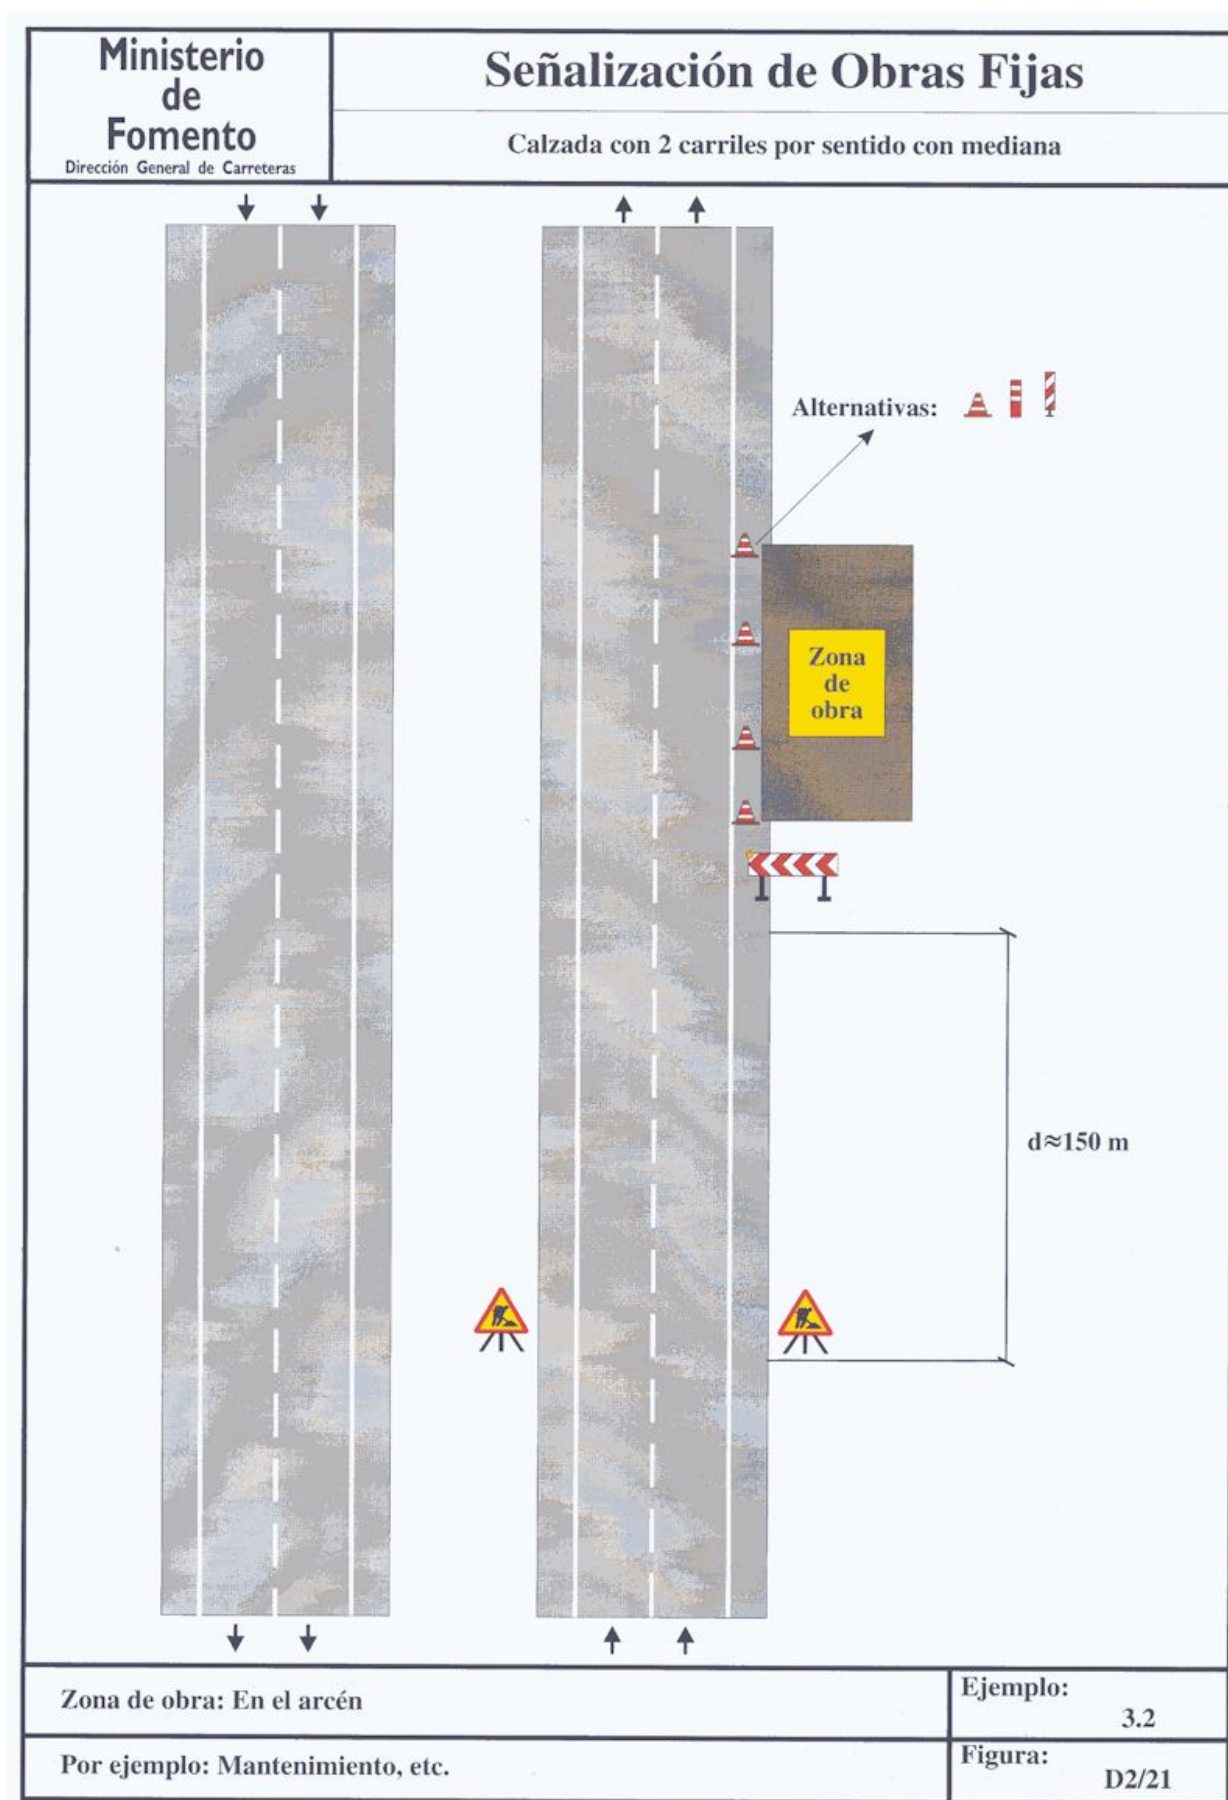 Ministerio
de
Fomento
Dirección General de Carreteras
Señalización de Obras Fijas
Calzada con 2 carriles por sentido con mediana
Alternativas:
Zona
de
obra
d≈150 m
Zona de obra: En el arcén
Ejemplo:
3.2
Por ejemplo: Mantenimiento, etc.
Figura:
D2/21